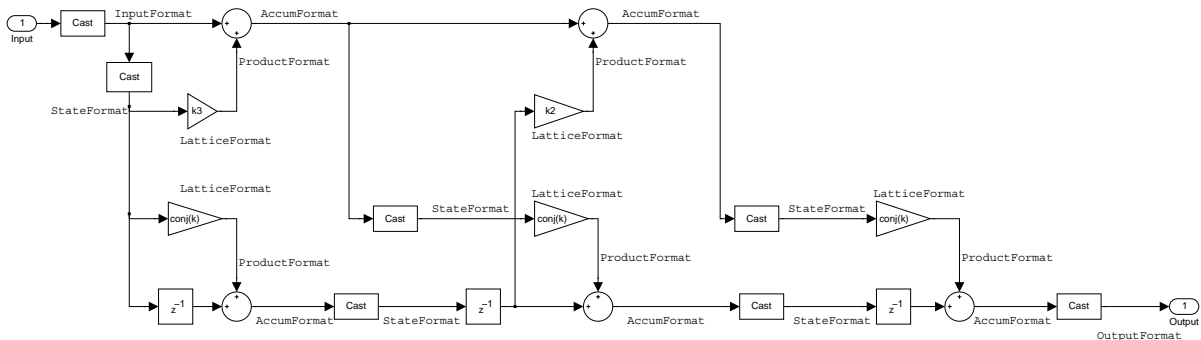 1
Input
Cast
InputFormat
AccumFormat
AccumFormat
Cast
ProductFormat
ProductFormat
StateFormat
k3
k2
LatticeFormat
LatticeFormat
LatticeFormat
LatticeFormat
LatticeFormat
conj(k)
Cast
StateFormat
conj(k)
Cast
StateFormat
conj(k)
ProductFormat
ProductFormat
ProductFormat
z−1
Cast
z−1
Cast
z−1
Cast
1
Output
AccumFormat
StateFormat
AccumFormat
StateFormat
AccumFormat
OutputFormat